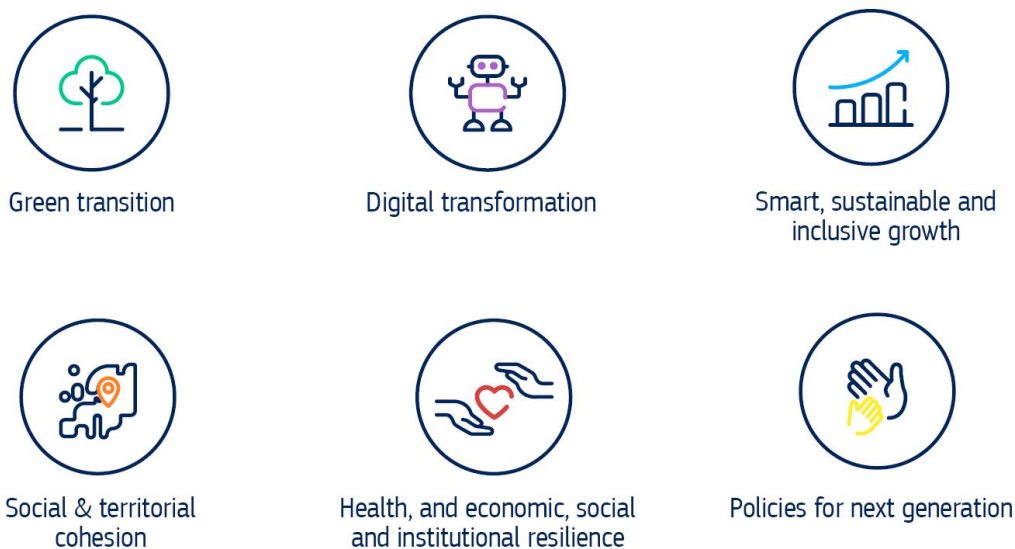 Green transition
Digital transformation
Smart, sustainable and
inclusive growth
Social & territorial
cohesion
Health, and economic, social
and institutional resilience
Policies for next generation